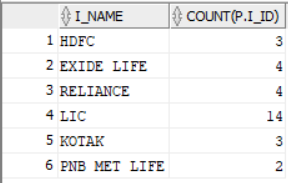 I_NAME COUNT(P.I_ID)
1 HDFC 3
2 EXIDE LIFE 4
3 RELIANCE 4
4 LIC 14
5 KOTAK 3
6 PNB MET LIFE 2